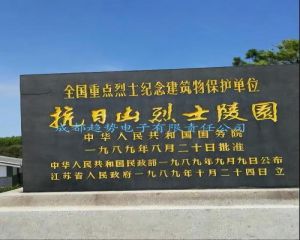 全国重点烈士纪念建筑物保护单位
抗日山烈士陵园
成都趋势电子有限责任公司
中华人民共和国国务院
一九八九年八月二十日批准
中华人民共和国民政部一九八九年九月九日公布
江苏省人民政府一九八九年十月二十四日立